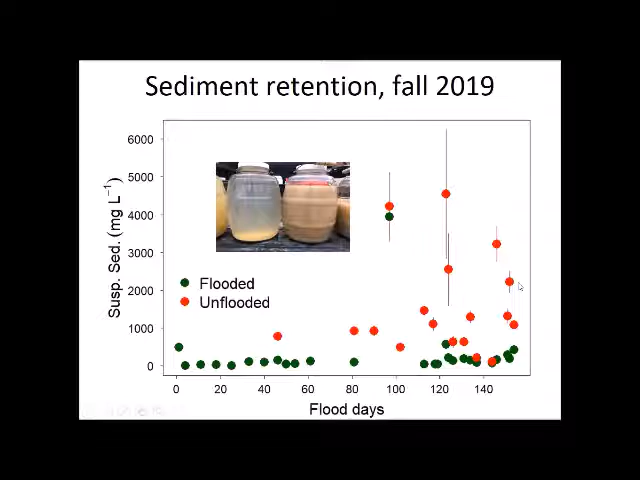 Sediment retention, fall 2019
Susp. Sed. (mg L⁻¹)
6000
5000
4000
3000
2000
1000
0
Flooded
Unflooded
0 20 40 60 80 100 120 140
Flood days